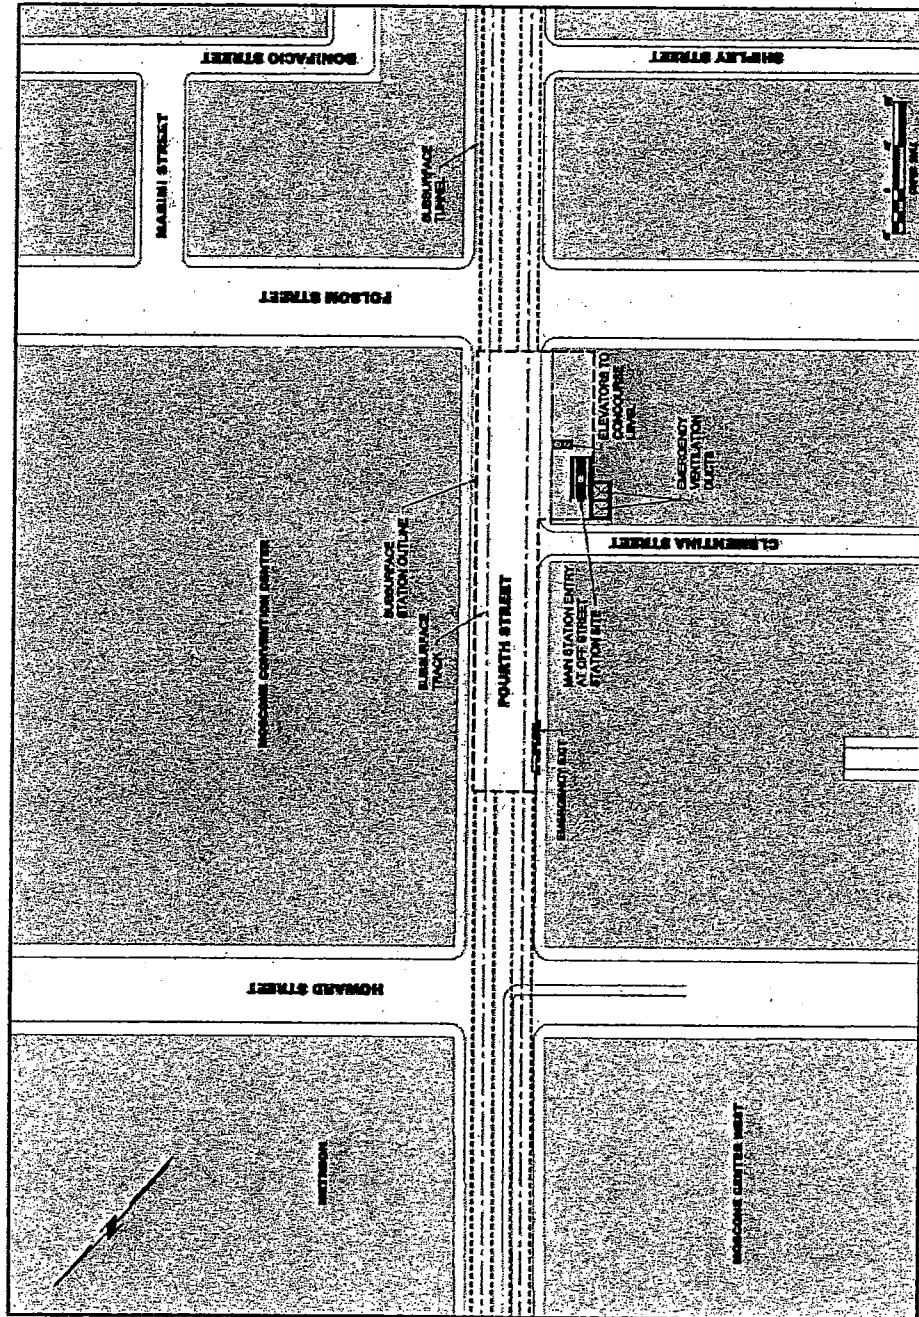 BONIFACIO STREET
SHIPLEY STREET
MABINI STREET
SUBSURFACE
TUNNEL
FOLSOM STREET
ELEVATORS TO
CONCOURSE
LEVEL
EMERGENCY
VENTILATION
DUCTS
SUBSURFACE
STATION OUTLINE
SUBSURFACE
TRACK
MOSCONE CONVENTION CENTER
FOURTH STREET
CLEMENTINA STREET
MAIN STATION ENTRY
AT OFF STREET
STATION SITE
EMERGENCY EXIT
HOWARD STREET
METREON
MOSCONE CENTER WEST